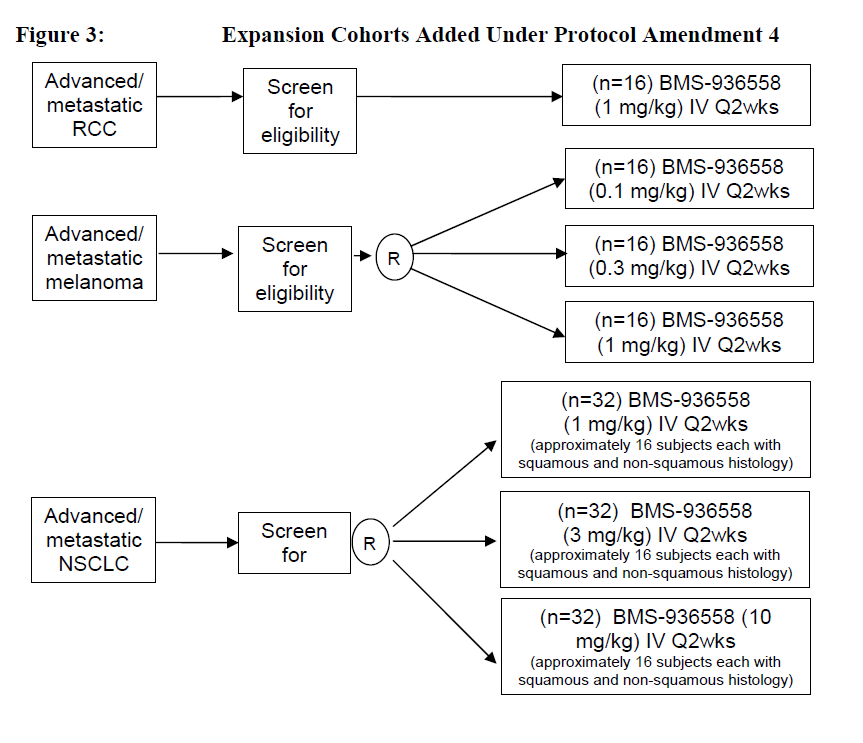 Figure 3: Expansion Cohorts Added Under Protocol Amendment 4
Advanced/
metastatic
RCC
Screen
for
eligibility
(n=16) BMS-936558
(1 mg/kg) IV Q2wks
Advanced/
metastatic
melanoma
Screen
for
eligibility
R
(n=16) BMS-936558
(0.1 mg/kg) IV Q2wks
(n=16) BMS-936558
(0.3 mg/kg) IV Q2wks
(n=16) BMS-936558
(1 mg/kg) IV Q2wks
Advanced/
metastatic
NSCLC
Screen
for
R
(n=32) BMS-936558
(1 mg/kg) IV Q2wks
(approximately 16 subjects each with
squamous and non-squamous histology)
(n=32) BMS-936558
(3 mg/kg) IV Q2wks
(approximately 16 subjects each with
squamous and non-squamous histology)
(n=32) BMS-936558 (10
mg/kg) IV Q2wks
(approximately 16 subjects each with
squamous and non-squamous histology)